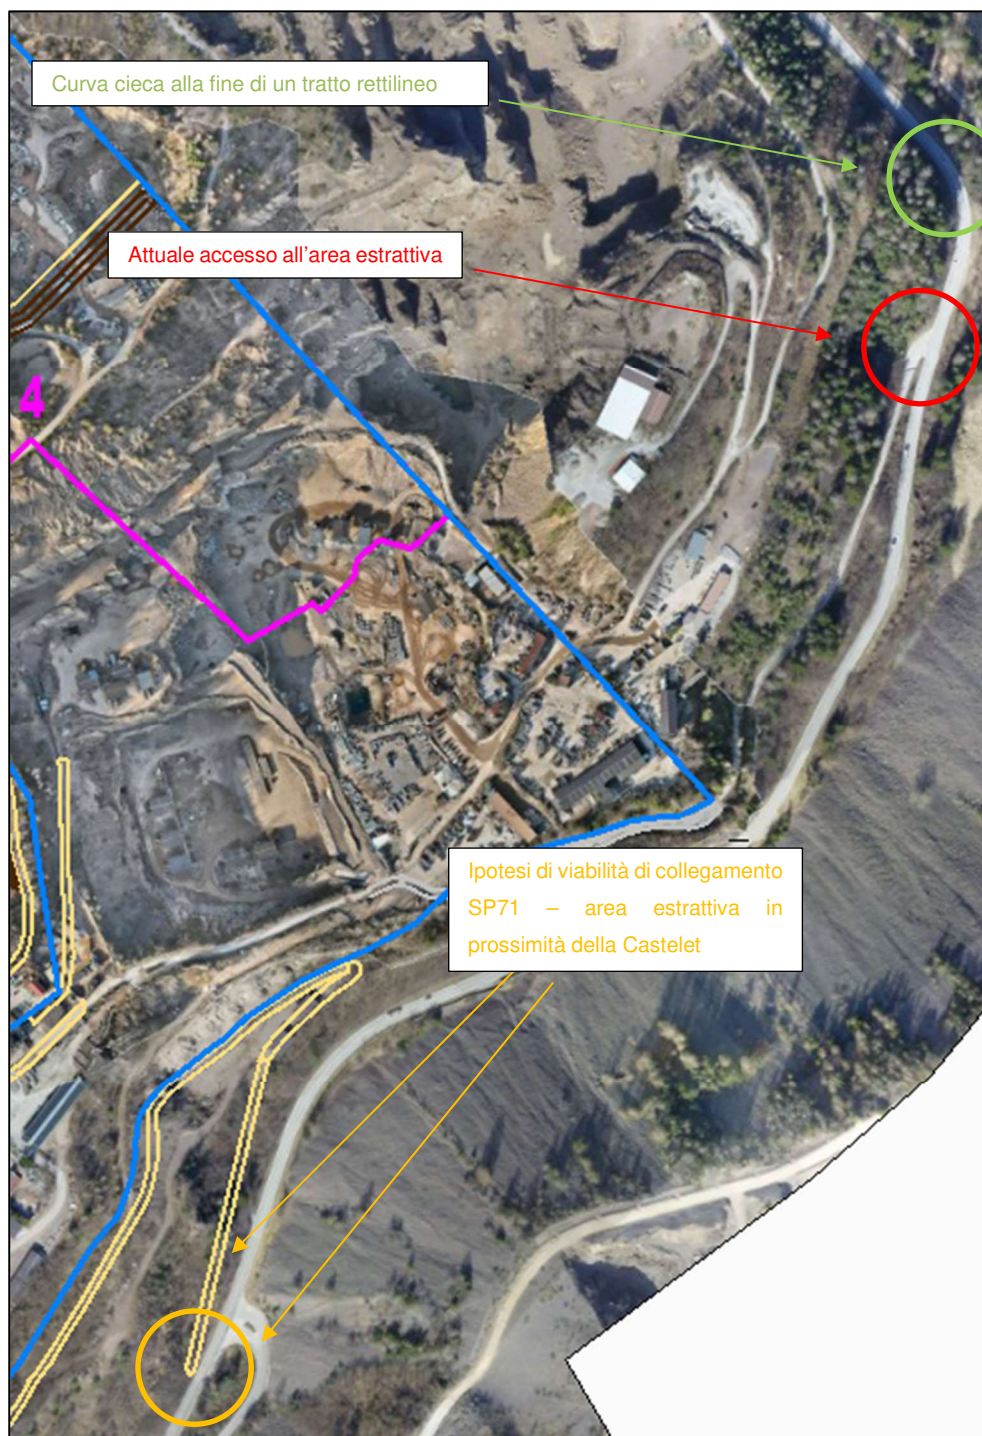 Curva cieca alla fine di un tratto rettilineo
Attuale accesso all'area estrattiva
4
Ipotesi di viabilità di collegamento
SP71 – area estrattiva in
prossimità della Castelet